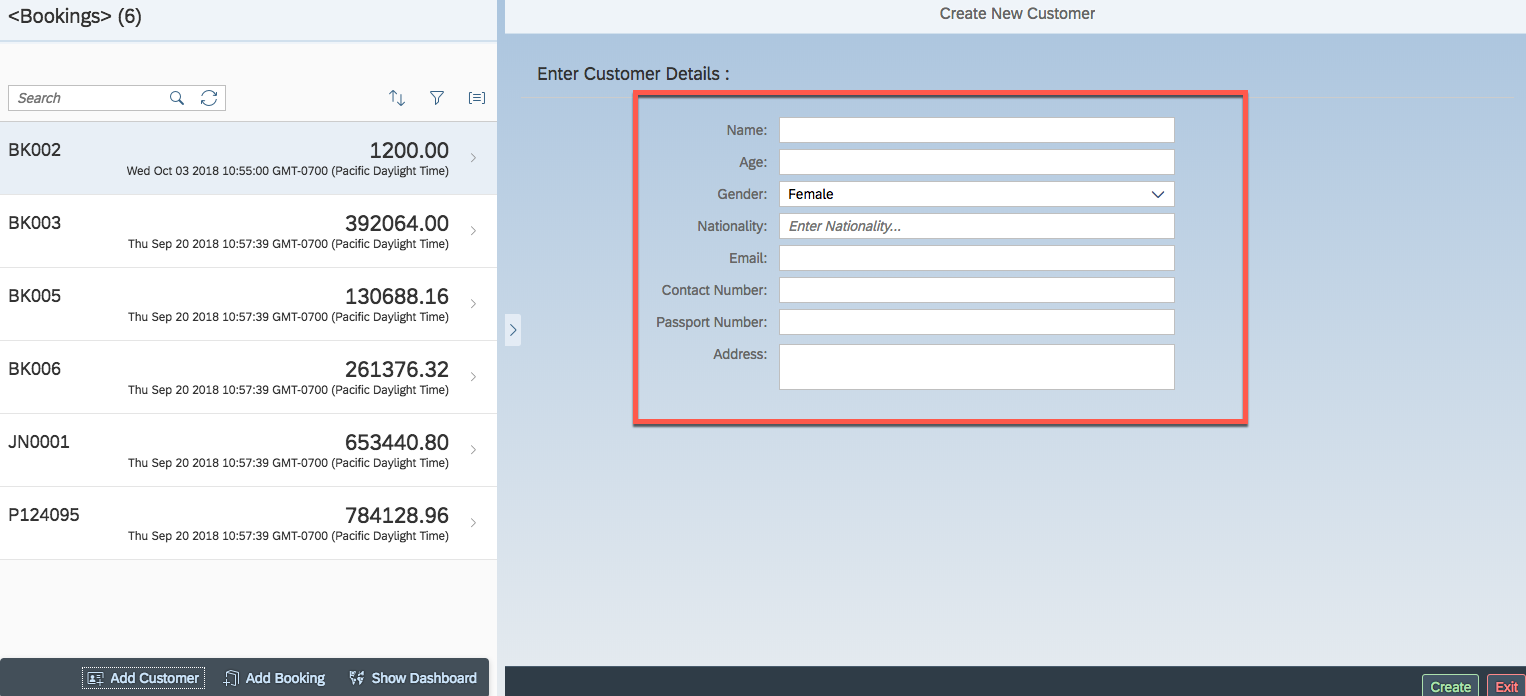 <Bookings> (6)
Search
BK002
1200.00
Wed Oct 03 2018 10:55:00 GMT-0700 (Pacific Daylight Time)
BK003
392064.00
Thu Sep 20 2018 10:57:39 GMT-0700 (Pacific Daylight Time)
BK005
130688.16
Thu Sep 20 2018 10:57:39 GMT-0700 (Pacific Daylight Time)
BK006
261376.32
Thu Sep 20 2018 10:57:39 GMT-0700 (Pacific Daylight Time)
JN0001
653440.80
Thu Sep 20 2018 10:57:39 GMT-0700 (Pacific Daylight Time)
P124095
784128.96
Thu Sep 20 2018 10:57:39 GMT-0700 (Pacific Daylight Time)
Add Customer
Add Booking
Show Dashboard
Create New Customer
Enter Customer Details :
Name:
Age:
Gender: Female
Nationality: Enter Nationality...
Email:
Contact Number:
Passport Number:
Address:
Create
Exit